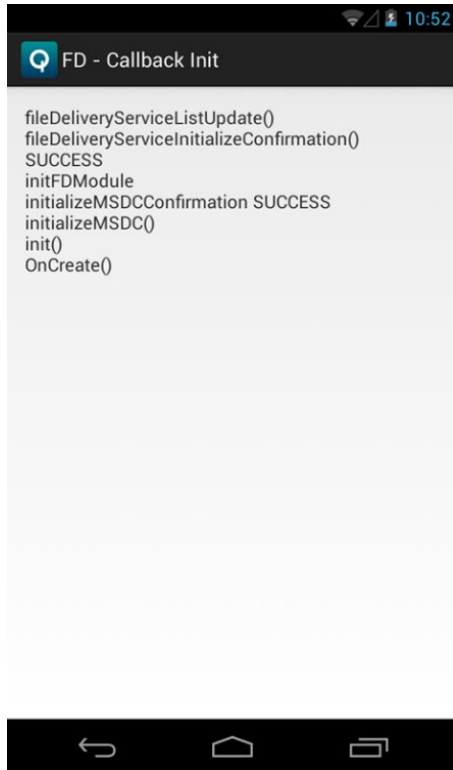 10:52
FD - Callback Init
fileDeliveryServiceListUpdate()
fileDeliveryServiceInitializeConfirmation()
SUCCESS
initFDModule
initializeMSDCConfirmation SUCCESS
initializeMSDC()
init()
OnCreate()